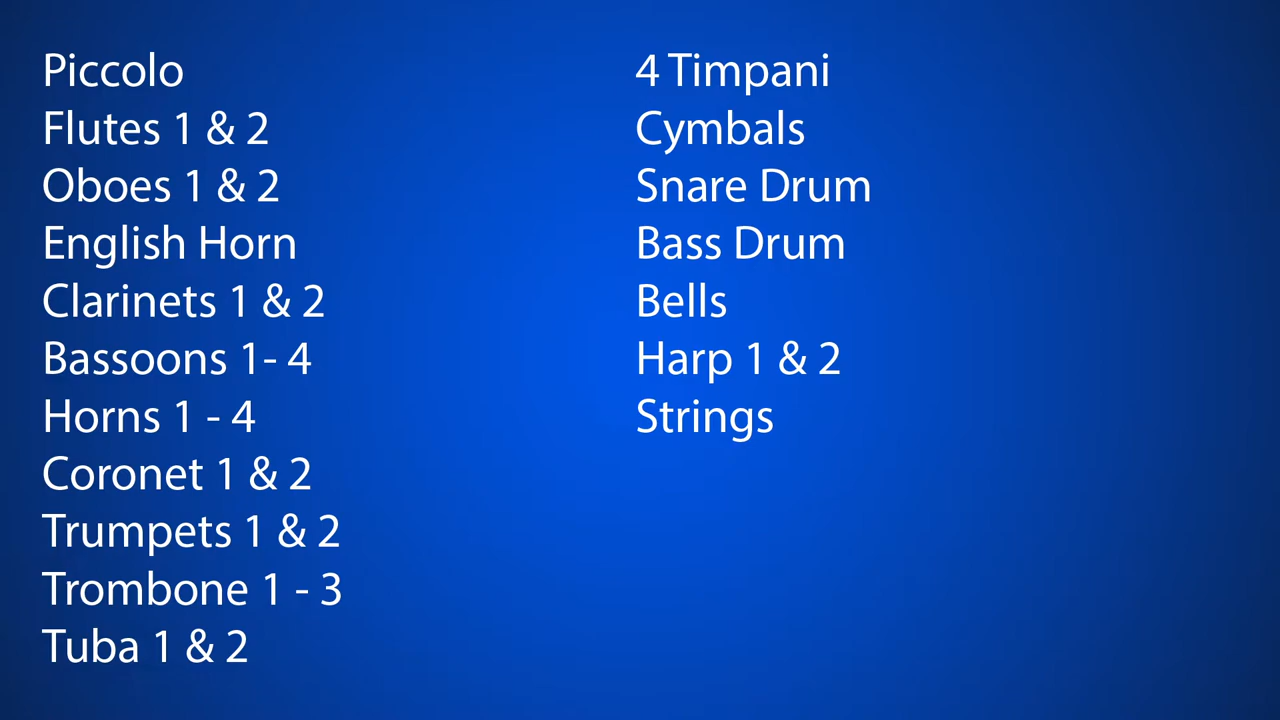 Piccolo
Flutes 1 & 2
Oboes 1 & 2
English Horn
Clarinets 1 & 2
Bassoons 1- 4
Horns 1 - 4
Coronet 1 & 2
Trumpets 1 & 2
Trombone 1 - 3
Tuba 1 & 2
4 Timpani
Cymbals
Snare Drum
Bass Drum
Bells
Harp 1 & 2
Strings